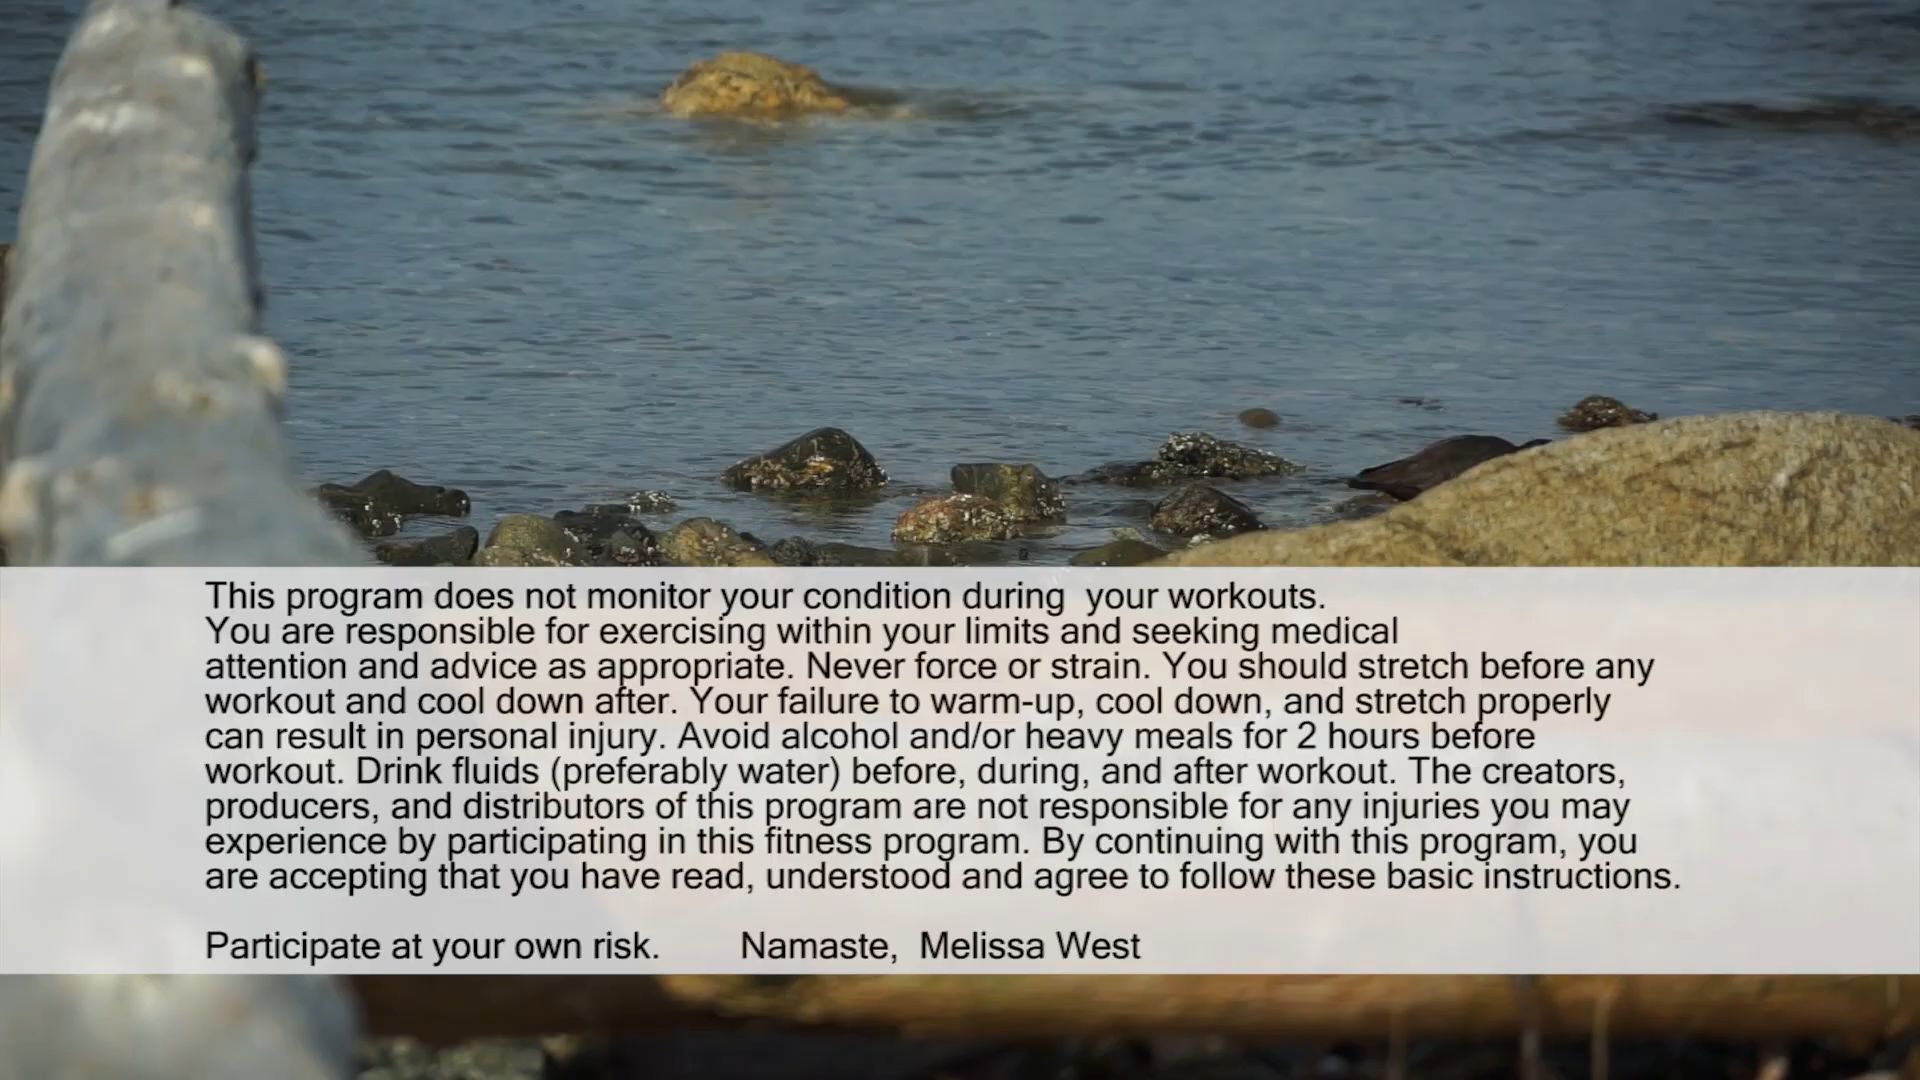 This program does not monitor your condition during  your workouts.
You are responsible for exercising within your limits and seeking medical
attention and advice as appropriate. Never force or strain. You should stretch before any
workout and cool down after. Your failure to warm-up, cool down, and stretch properly
can result in personal injury. Avoid alcohol and/or heavy meals for 2 hours before
workout. Drink fluids (preferably water) before, during, and after workout. The creators,
producers, and distributors of this program are not responsible for any injuries you may
experience by participating in this fitness program. By continuing with this program, you
are accepting that you have read, understood and agree to follow these basic instructions.
Participate at your own risk.        Namaste,  Melissa West